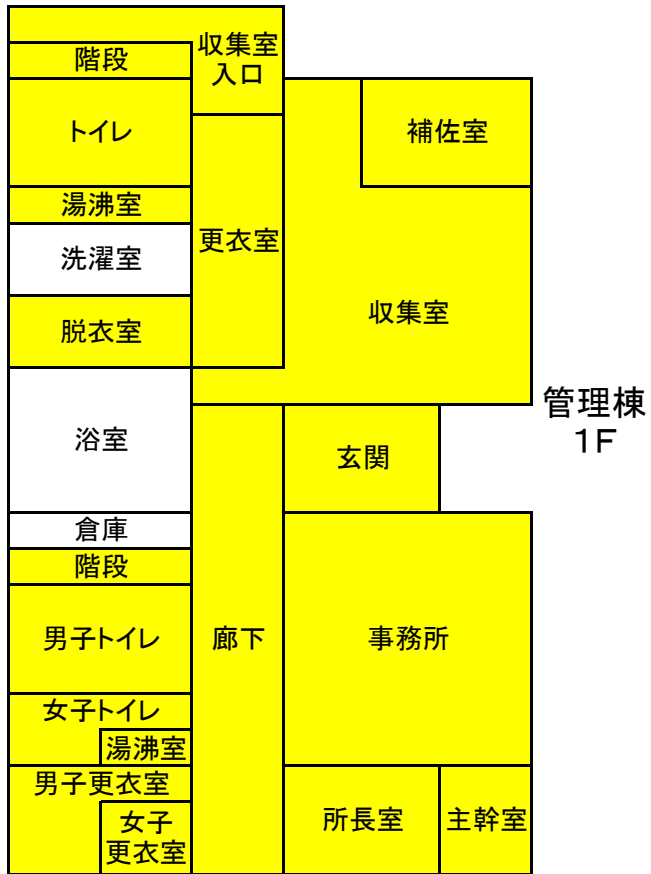 収集室
入口
階段
トイレ
補佐室
湯沸室
更衣室
洗濯室
収集室
脱衣室
管理棟
1F
浴室
玄関
倉庫
階段
男子トイレ
廊下
事務所
女子トイレ
湯沸室
男子更衣室
女子
更衣室
所長室
主幹室